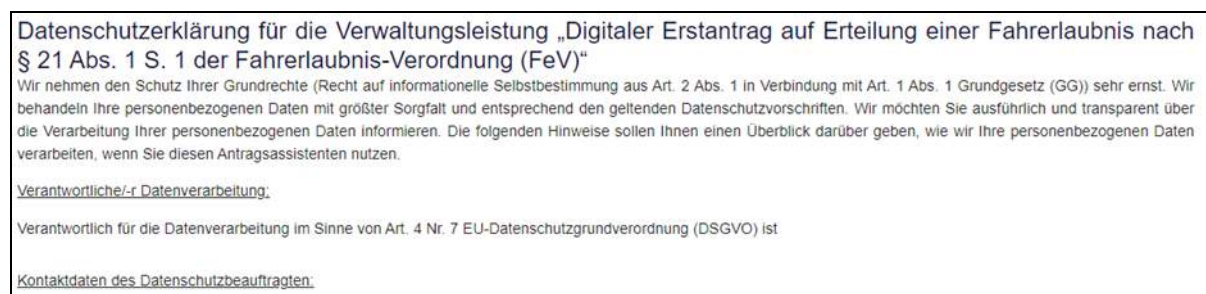 Datenschutzerklärung für die Verwaltungsleistung „Digitaler Erstantrag auf Erteilung einer Fahrerlaubnis nach
§ 21 Abs. 1 S. 1 der Fahrerlaubnis-Verordnung (FeV)“
Wir nehmen den Schutz Ihrer Grundrechte (Recht auf informationelle Selbstbestimmung aus Art. 2 Abs. 1 in Verbindung mit Art. 1 Abs. 1 Grundgesetz (GG)) sehr ernst. Wir
behandeln Ihre personenbezogenen Daten mit größter Sorgfalt und entsprechend den geltenden Datenschutzvorschriften. Wir möchten Sie ausführlich und transparent über
die Verarbeitung Ihrer personenbezogenen Daten informieren. Die folgenden Hinweise sollen Ihnen einen Überblick darüber geben, wie wir Ihre personenbezogenen Daten
verarbeiten, wenn Sie diesen Antragsassistenten nutzen.
Verantwortliche/-r Datenverarbeitung:
Verantwortlich für die Datenverarbeitung im Sinne von Art. 4 Nr. 7 EU-Datenschutzgrundverordnung (DSGVO) ist
Kontaktdaten des Datenschutzbeauftragten: